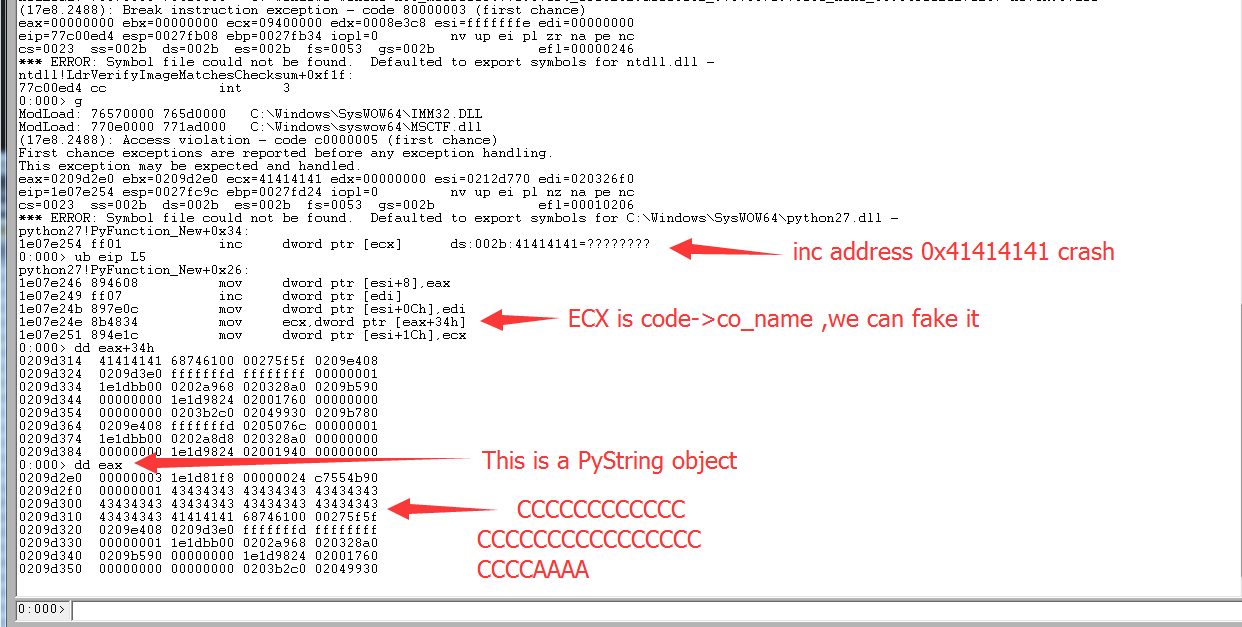 (17e8.2488): Break instruction exception - code 80000003 (first chance)
eax=00000000 ebx=00000000 ecx=09400000 edx=0008e3c8 esi=fffffffe edi=00000000
eip=77c00ed4 esp=0027fb08 ebp=0027fb34 iopl=0         nv up ei pl zr na pe nc
cs=0023  ss=002b  ds=002b  es=002b  fs=0053  gs=002b             efl=00000246
*** ERROR: Symbol file could not be found.  Defaulted to export symbols for ntdll.dll -
ntdll!LdrVerifyImageMatchesChecksum+0xf1f:
77c00ed4 cc              int     3
0:000> g
ModLoad: 76570000 765d0000   C:\Windows\SysWOW64\IMM32.DLL
ModLoad: 770e0000 771ad000   C:\Windows\syswow64\MSCTF.dll
(17e8.2488): Access violation - code c0000005 (first chance)
First chance exceptions are reported before any exception handling.
This exception may be expected and handled.
eax=0209d2e0 ebx=0209d2e0 ecx=41414141 edx=00000000 esi=0212d770 edi=020326f0
eip=1e07e254 esp=0027fc9c ebp=0027fd24 iopl=0         nv up ei pl nz na pe nc
cs=0023  ss=002b  ds=002b  es=002b  fs=0053  gs=002b             efl=00010206
*** ERROR: Symbol file could not be found.  Defaulted to export symbols for C:\Windows\SysWOW64\python27.dll -
python27!PyFunction_New+0x34:
1e07e254 ff01            inc     dword ptr [ecx]      ds:002b:41414141=????????
inc address 0x41414141 crash
0:000> ub eip L5
python27!PyFunction_New+0x26:
1e07e246 894608          mov     dword ptr [esi+8],eax
1e07e249 ff07            inc     dword ptr [edi]
1e07e24b 897e0c          mov     dword ptr [esi+0Ch],edi
1e07e24e 8b4834          mov     ecx,dword ptr [eax+34h]
ECX is code->co_name ,we can fake it
1e07e251 894e1c          mov     dword ptr [esi+1Ch],ecx
0:000> dd eax+34h
0209d314  41414141 68746100 00275f5f 0209e408
0209d324  0209d3e0 fffffffd ffffffff 00000001
0209d334  1e1dbb00 0202a968 020328a0 0209b590
0209d344  00000000 1e1d9824 02001760 00000000
0209d354  00000000 0203b2c0 02049930 0209b780
0209d364  0209e408 fffffffd 0205076c 00000001
0209d374  1e1dbb00 0202a8d8 020328a0 00000000
0209d384  00000000 1e1d9824 02001940 00000000
0:000> dd eax
This is a PyString object
0209d2e0  00000003 1e1d81f8 00000024 c7554b90
0209d2f0  00000001 43434343 43434343 43434343
0209d300  43434343 43434343 43434343 43434343
0209d310  43434343 41414141 68746100 00275f5f
0209d320  0209e408 0209d3e0 fffffffd ffffffff
0209d330  00000001 1e1dbb00 0202a968 020328a0
0209d340  0209b590 00000000 1e1d9824 02001760
0209d350  00000000 00000000 0203b2c0 02049930
CCCCCCCCCCCC
CCCCCCCCCCCCCCCC
CCCCAAAA
0:000>